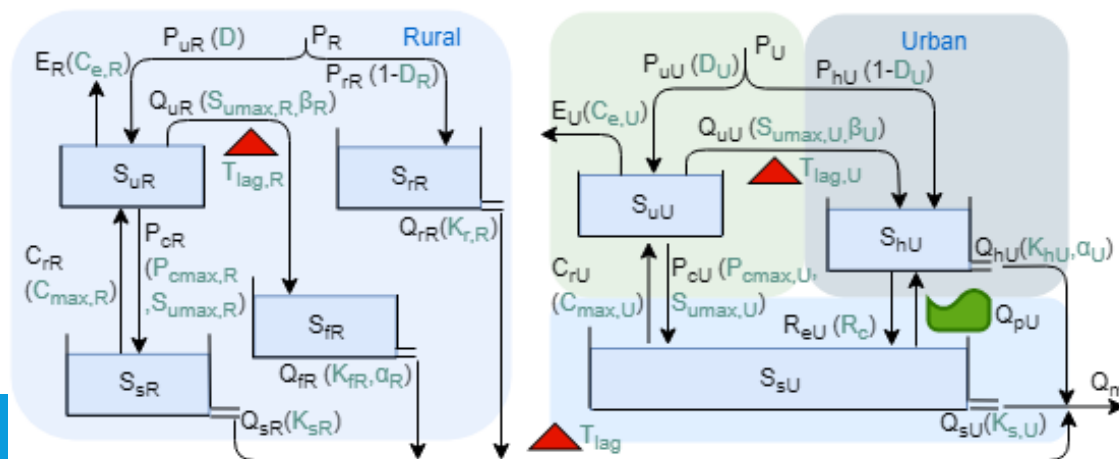 Rural
P_R
P_uR (D)
P_rR (1-D_R)
E_R(C_e,R)
Q_uR (S_umax,R,β_R)
T_lag,R
S_uR
S_rR
Q_rR(K_r,R)
C_rR
(C_max,R)
P_cR
(P_cmax,R
,S_umax,R)
S_fR
Q_fR (K_fR,α_R)
S_sR
Q_sR(K_sR)
T_lag
Urban
P_U
P_uU (D_U)
P_hU (1-D_U)
E_U(C_e,U)
Q_uU (S_umax,U,β_U)
T_lag,U
S_uU
S_hU
Q_hU(K_hU,α_U)
C_rU
(C_max,U)
P_cU (P_cmax,U,
S_umax,U)
R_eU (R_c)
Q_pU
S_sU
Q_sU(K_s,U)